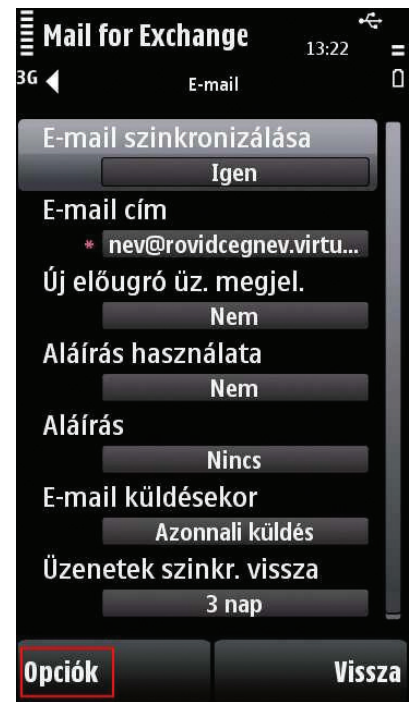 Mail for Exchange
13:22
3G
E-mail
E-mail szinkronizálása
Igen
E-mail cím
* nev@rovidcegnev.virtu...
Új előugró üz. megjel.
Nem
Aláírás használata
Nem
Aláírás
Nincs
E-mail küldésekor
Azonnali küldés
Üzenetek szinkr. vissza
3 nap
Opciók
Vissza